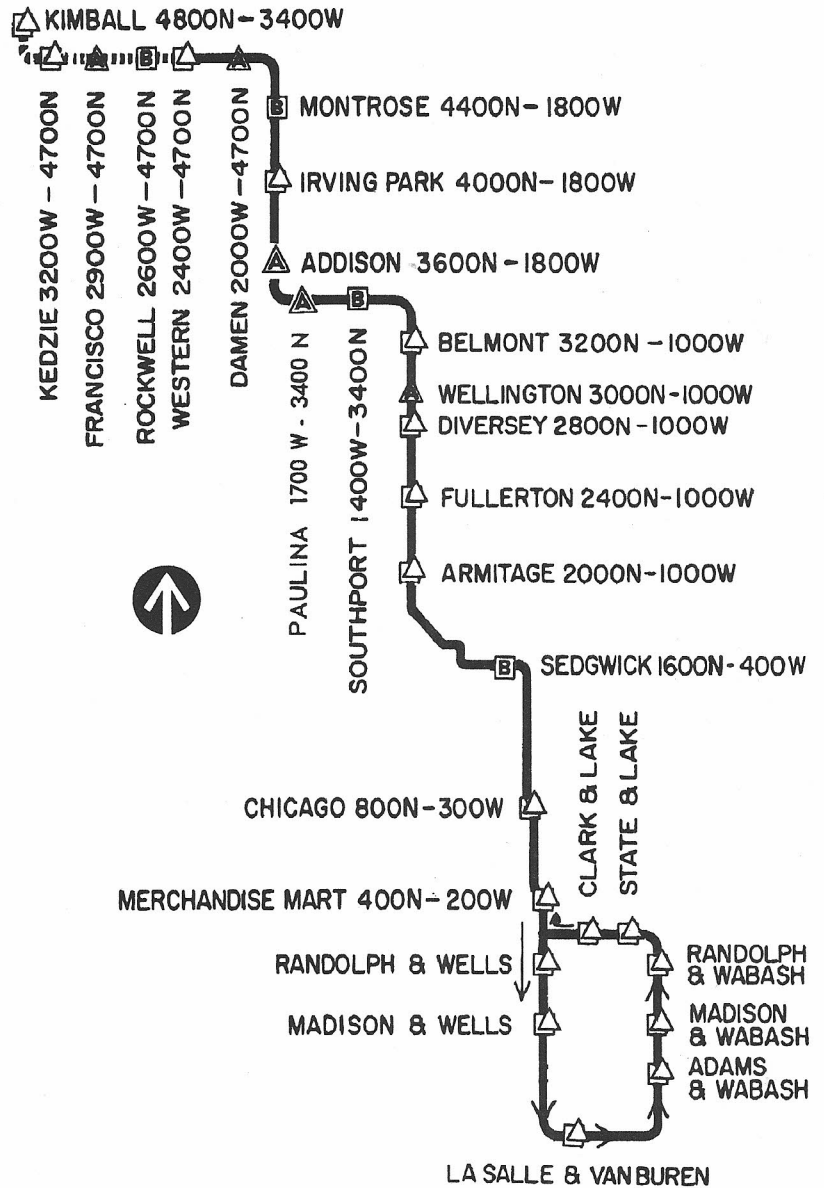 KIMBALL 4800N-3400W
KEDZIE 3200W-4700N
A
FRANCISCO 2900W-4700N
B
ROCKWELL 2600W-4700N
WESTERN 2400W-4700N
A
DAMEN 2000W-4700N
B
MONTROSE 4400N-1800W
IRVING PARK 4000N-1800W
A
ADDISON 3600N-1800W
A
PAULINA 1700 W - 3400 N
B
SOUTHPORT 1400W-3400N
BELMONT 3200N-1000W
A
WELLINGTON 3000N-1000W
DIVERSEY 2800N-1000W
FULLERTON 2400N-1000W
ARMITAGE 2000N-1000W
B
SEDGWICK 1600N-400W
CHICAGO 800N-300W
MERCHANDISE MART 400N-200W
CLARK & LAKE
STATE & LAKE
RANDOLPH & WELLS
MADISON & WELLS
RANDOLPH
& WABASH
MADISON
& WABASH
ADAMS
& WABASH
LA SALLE & VAN BUREN